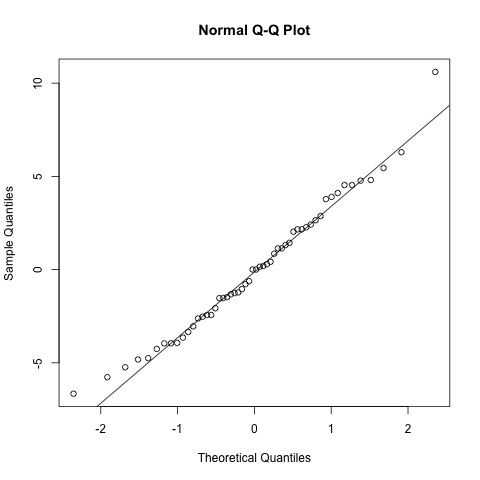 Normal Q-Q Plot
10
5
0
-5
Sample Quantiles
-2 -1 0 1 2
Theoretical Quantiles